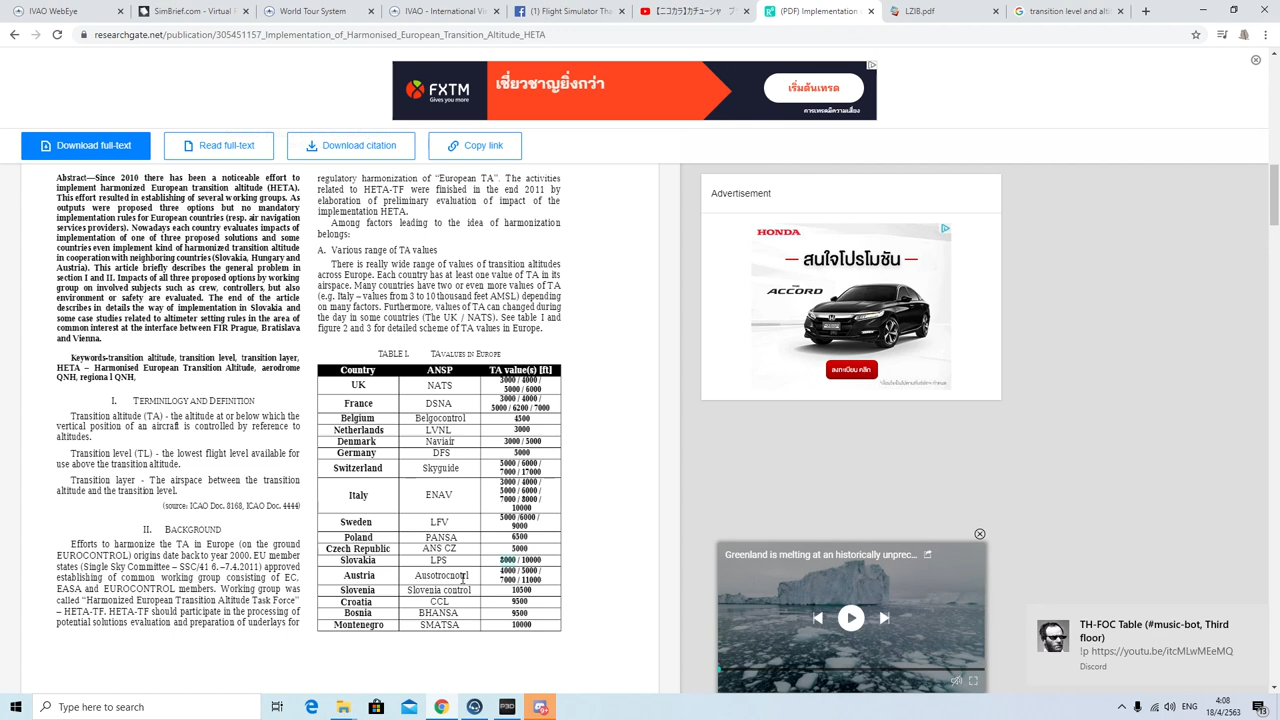 IVAO WebEye
IVAO ATC Operations
IVAO - International Virt
(1) Flight Simulator
(PDF) Implementation of
LZIB.pdf
transition level and alti
researchgate.net/publication/305451157_Implementation_of_Harmonised_European_Transition_Altitude_HETA
FXTM
Gives you more
เชี่ยวชาญยิ่งกว่า
เริ่มต้นเทรด
การเทรดมีความเสี่ยง
Download full-text
Read full-text
Download citation
Copy link
Abstract—Since 2010 there has been a noticeable effort to
implement harmonized European transition altitude (HETA).
This effort resulted in establishing of several working groups. As
outputs were proposed three options but no mandatory
implementation rules for European countries (resp. air navigation
services providers). Nowadays each country evaluates impacts of
implementation of one of three proposed solutions and some
countries even implement kind of harmonized transition altitude
in cooperation with neighboring countries (Slovakia, Hungary and
Austria). This article briefly describes the general problem in
section I and II. Impacts of all three proposed options by working
group on involved subjects such as crew, controllers, but also
environment or safety are evaluated. The end of the article
describes in details the way of implementation in Slovakia and
some case studies related to altimeter setting rules in the area of
common interest at the interface between FIR Prague, Bratislava
and Vienna.
Keywords-transition altitude, transition level, transition layer,
HETA – Harmonised European Transition Altitude, aerodrome
QNH, regiona l QNH,
I. TERMINILOGY AND DEFINITION
Transition altitude (TA) - the altitude at or below which the
vertical position of an aircraft is controlled by reference to
altitudes.
Transition level (TL) - the lowest flight level available for
use above the transition altitude.
Transition layer - The airspace between the transition
altitude and the transition level.
(source: ICAO Doc. 8168, ICAO Doc. 4444)
II. BACKGROUND
Efforts to harmonize the TA in Europe (on the ground
EUROCONTROL) origins date back to year 2000. EU member
states (Single Sky Committee – SSC/41 o. –7.4.2011) approved
establishing of common working group consisting of EC,
EASA and EUROCONTROL members. Working group was
called “Harmonized European Transition Altitude Task Force”
– HETA-TF. HETA-TF should participate in the processing of
potential solutions evaluation and preparation of underlays for
regulatory harmonization of “European TA”. The activities
related to HETA-TF were finished in the end 2011 by
elaboration of preliminary evaluation of impact of the
implementation HETA.
Among factors leading to the idea of harmonization
belongs:
A. Various range of TA values
There is really wide range of values of transition altitudes
across Europe. Each country has at least one value of TA in its
airspace. Many countries have two or even more values of TA
(e.g. Italy – values from 3 to 10 thousand feet AMSL) depending
on many factors. Furthermore, values of TA can changed during
the day in some countries (The UK / NATS). See table I and
figure 2 and 3 for detailed scheme of TA values in Europe.
TABLE I. TAVALUES IN EUROPE
Country ANSP TA value(s) [ft]
UK NATS 3000 / 4000 /
5000 / 6000
France DSNA 3000 / 4000 /
5000 / 6200 / 7000
Belgium Belgocontrol 4500
Netherlands LVNL 3000
Denmark Naviair 3000 / 5000
Germany DFS 5000
Switzerland Skyguide 5000 / 6000 /
7000 / 17000
Italy ENAV 3000 / 4000 /
5000 / 6000 /
7000 / 8000 /
10000
Sweden LFV 5000 /6000 /
9000
Poland PANSA 6500
Czech Republic ANS CZ 5000
Slovakia LPS 8000 / 10000
Austria Ausotrocnotrl 4000 / 5000 /
7000 / 11000
Slovenia Slovenia control 10500
Croatia CCL 9500
Bosnia BHANSA 9500
Montenegro SMATSA 10000
Advertisement
HONDA
สนใจโปรโมชัน
ACCORD
ลงทะเบียน คลิก
Greenland is melting at an historically unprec...
TH-FOC Table (#music-bot, Third
floor)
!p https://youtu.be/itcMLwMEeMQ
Discord
Type here to search
P3D
ENG
4:08
18/4/2563
13